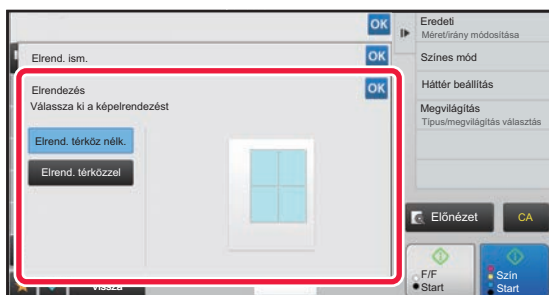 OK
Elrend. ism.
OK
Elrendezés
OK
Válassza ki a képelrendezést
Elrend. térköz nélk.
Elrend. térközzel
Vissza
Eredeti
Méret/irány módosítása
Színes mód
Háttér beállítás
Megvilágítás
Típus/megvilágítás választás
Előnézet
CA
F/F
Start
Szín
Start